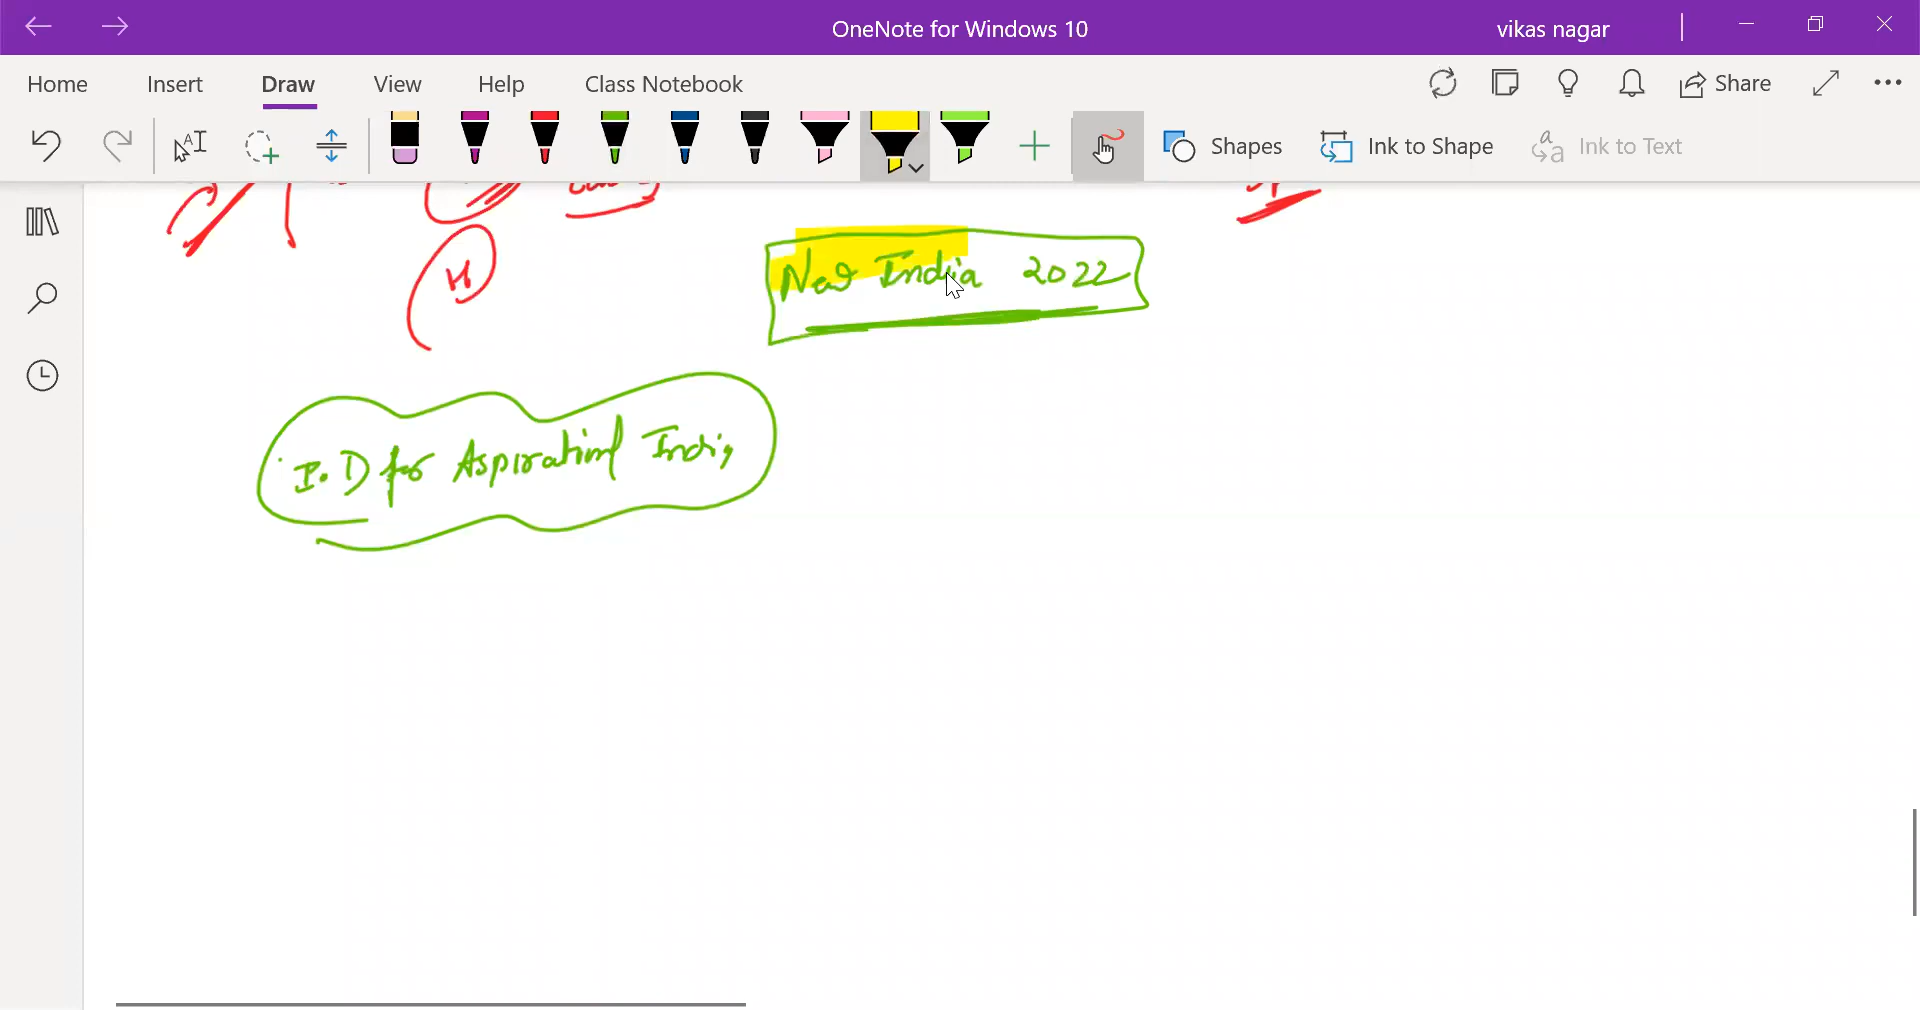 OneNote for Windows 10
vikas nagar
Home Insert Draw View Help Class Notebook Share
Shapes Ink to Shape Ink to Text
H
New India 2022
I.D for Aspirational India